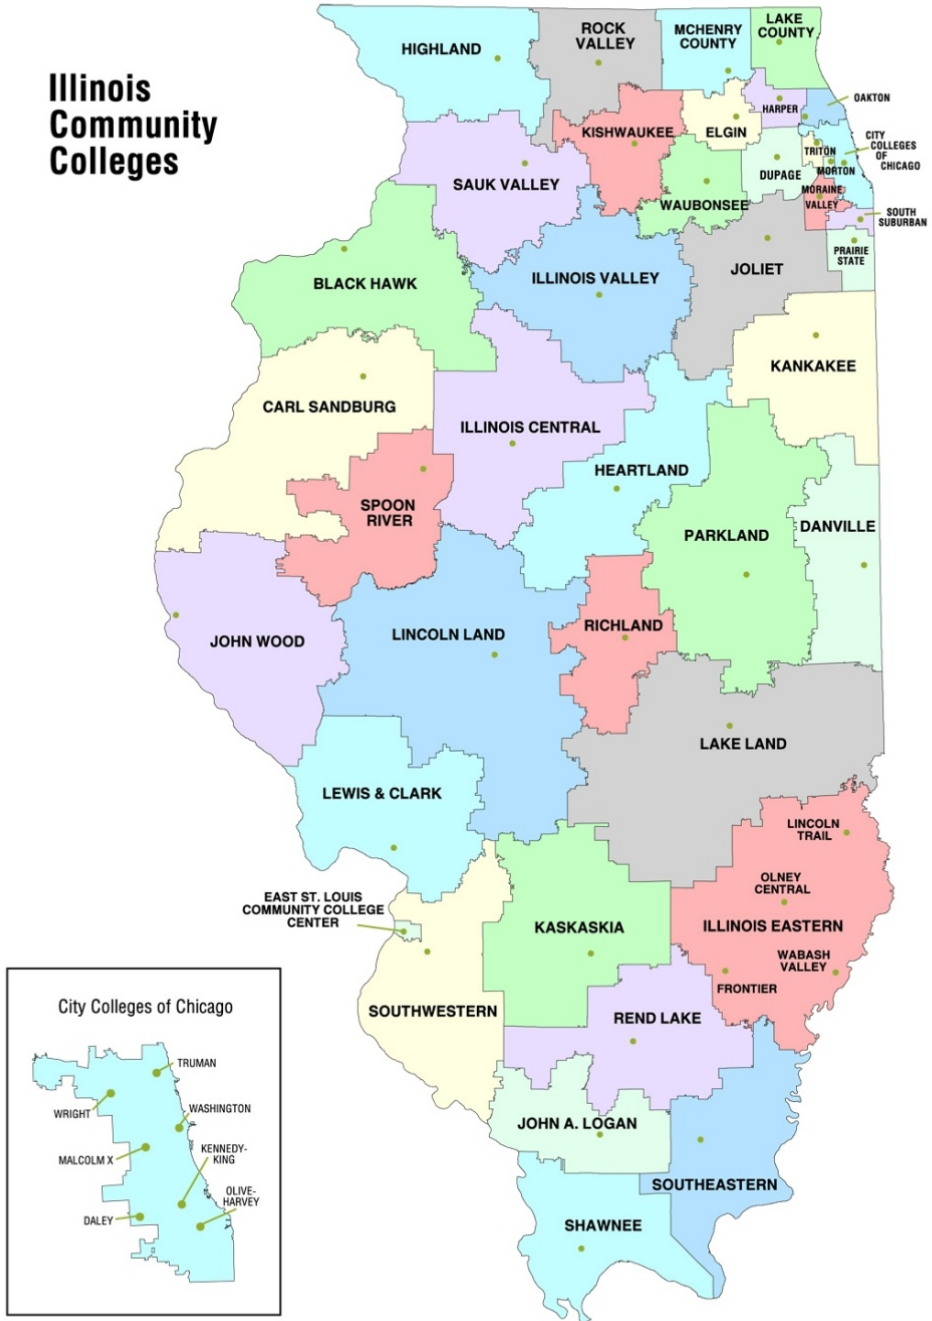 Illinois
Community
Colleges
HIGHLAND
ROCK
VALLEY
MCHENRY
COUNTY
LAKE
COUNTY
HARPER
OAKTON
KISHWAUKEE
ELGIN
CITY
COLLEGES
OF
CHICAGO
TRITON
MORTON
DUPAGE
SAUK VALLEY
WAUBONSEE
MORAINE
VALLEY
SOUTH
SUBURBAN
PRAIRIE
STATE
BLACK HAWK
ILLINOIS VALLEY
JOLIET
KANKAKEE
CARL SANDBURG
ILLINOIS CENTRAL
HEARTLAND
SPOON
RIVER
PARKLAND
DANVILLE
JOHN WOOD
LINCOLN LAND
RICHLAND
LAKE LAND
LEWIS & CLARK
LINCOLN
TRAIL
OLNEY
CENTRAL
EAST ST. LOUIS
COMMUNITY COLLEGE
CENTER
KASKASKIA
ILLINOIS EASTERN
WABASH
VALLEY
FRONTIER
SOUTHWESTERN
REND LAKE
JOHN A. LOGAN
SOUTHEASTERN
SHAWNEE
City Colleges of Chicago
TRUMAN
WRIGHT
WASHINGTON
MALCOLM X
KENNEDY-
KING
OLIVE-
HARVEY
DALEY